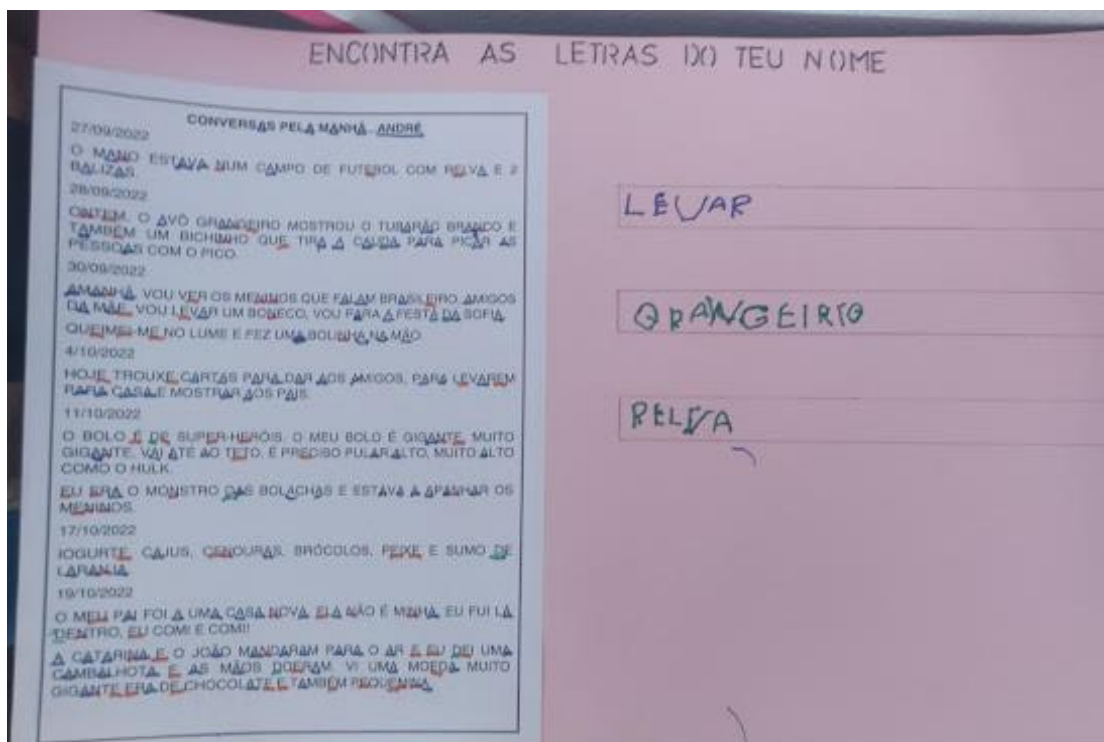 ENCONTRA AS LETRAS DO TEU NOME
CONVERSAS PELA MANHÃ ANDRÉ
27/09/2022
O MANO ESTAVA NUM CAMPO DE FUTEBOL COM RELVA E 2
BALIZAS.
28/09/2022
ONTEM, O AVÔ GRANGEIRO MOSTROU O TUBARÃO BRANCO E
TAMBÉM UM BICHINHO QUE TIRA A CAUDA PARA PICAR AS
PESSOAS COM O PICO.
30/09/2022
AMANHÃ, VOU VER OS MENINOS QUE FALAM BRASILEIRO, AMIGOS
DA MÃE, VOU LEVAR UM BONECO, VOU PARA A FESTA DA SOFIA.
QUEIMEI-ME NO LUME E FEZ UMA BOLINHA NA MÃO
4/10/2022
HOJE TROUXE CARTAS PARA DAR AOS AMIGOS, PARA LEVAREM
PARA CASA E MOSTRAR AOS PAIS.
11/10/2022
O BOLO É DE SUPER-HERÓIS. O MEU BOLO É GIGANTE, MUITO
GIGANTE, VAI ATÉ AO TETO, É PRECISO PULAR ALTO, MUITO ALTO
COMO O HULK.
EU ERA O MONSTRO DAS BOLACHAS E ESTAVA A APANHAR OS
MENINOS.
17/10/2022
IOGURTE, CAJUS, CENOURAS, BRÓCOLOS, PEIXE E SUMO DE
LARANJA
19/10/2022
O MEU PAI FOI A UMA CASA NOVA, ELA NÃO É MINHA, EU FUI LÁ
DENTRO, EU COMI E COMI!
A CATARINA E O JOÃO MANDARAM PARA O AR E EU DEI UMA
CAMBALHOTA E AS MÃOS DOERAM. VI UMA MOEDA MUITO
GIGANTE ERA DE CHOCOLATE E TAMBÉM PEQUENINA
LEVAR
GRANGEIRO
RELVA